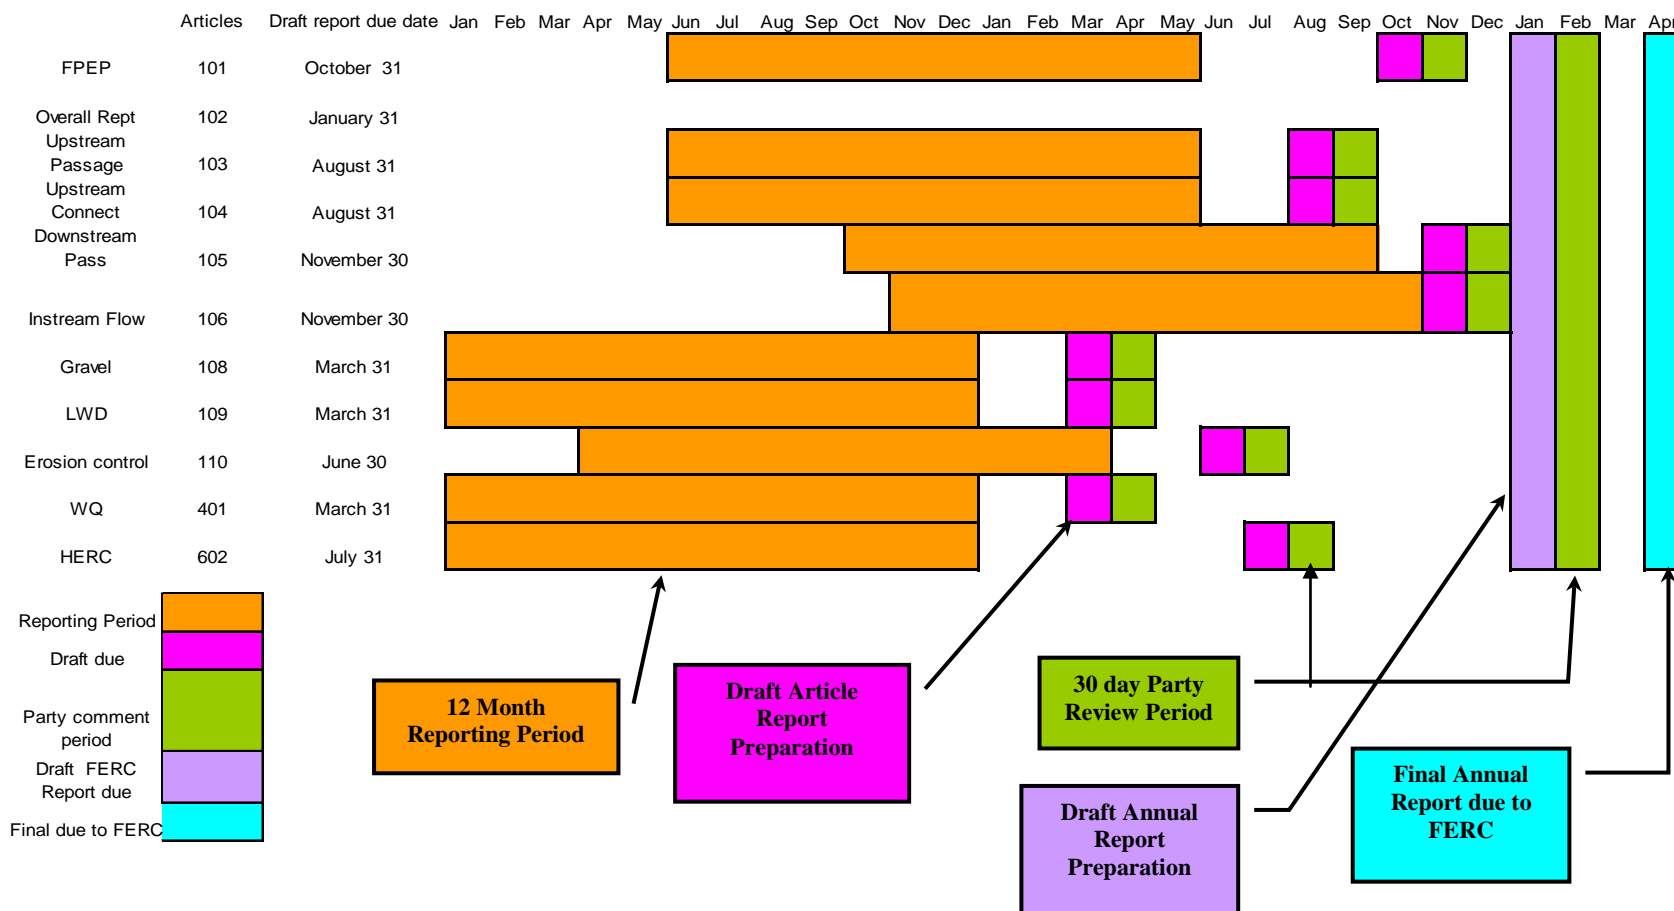 Articles Draft report due date Jan Feb Mar Apr May Jun Jul Aug Sep Oct Nov Dec Jan Feb Mar Apr May Jun Jul Aug Sep Oct Nov Dec Jan Feb Mar Apr
FPEP 101 October 31
Overall Rept 102 January 31
Upstream
Passage 103 August 31
Upstream
Connect 104 August 31
Downstream
Pass 105 November 30
Instream Flow 106 November 30
Gravel 108 March 31
LWD 109 March 31
Erosion control 110 June 30
WQ 401 March 31
HERC 602 July 31
Reporting Period
Draft due
Party comment
period
Draft FERC
Report due
Final due to FERC
12 Month
Reporting Period
Draft Article
Report
Preparation
30 day Party
Review Period
Draft Annual
Report
Preparation
Final Annual
Report due to
FERC